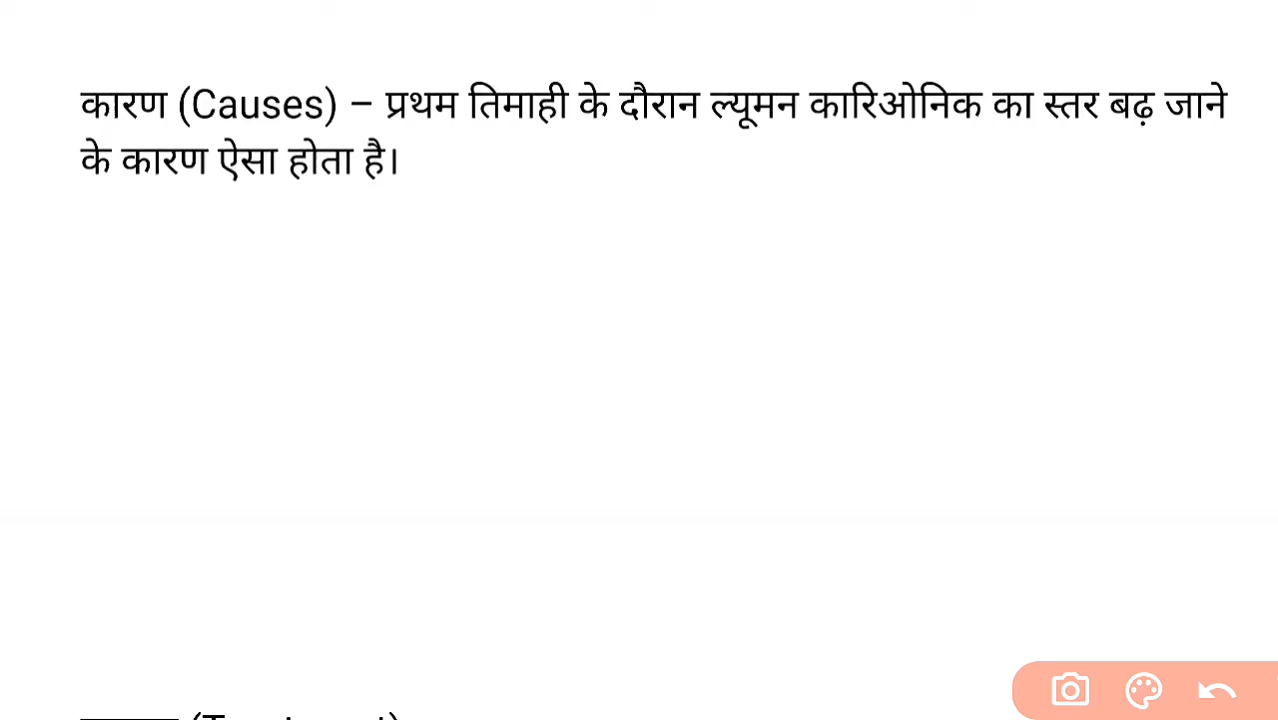 कारण (Causes) – प्रथम तिमाही के दौरान ल्यूमन कारिओनिक का स्तर बढ़ जाने
के कारण ऐसा होता है।